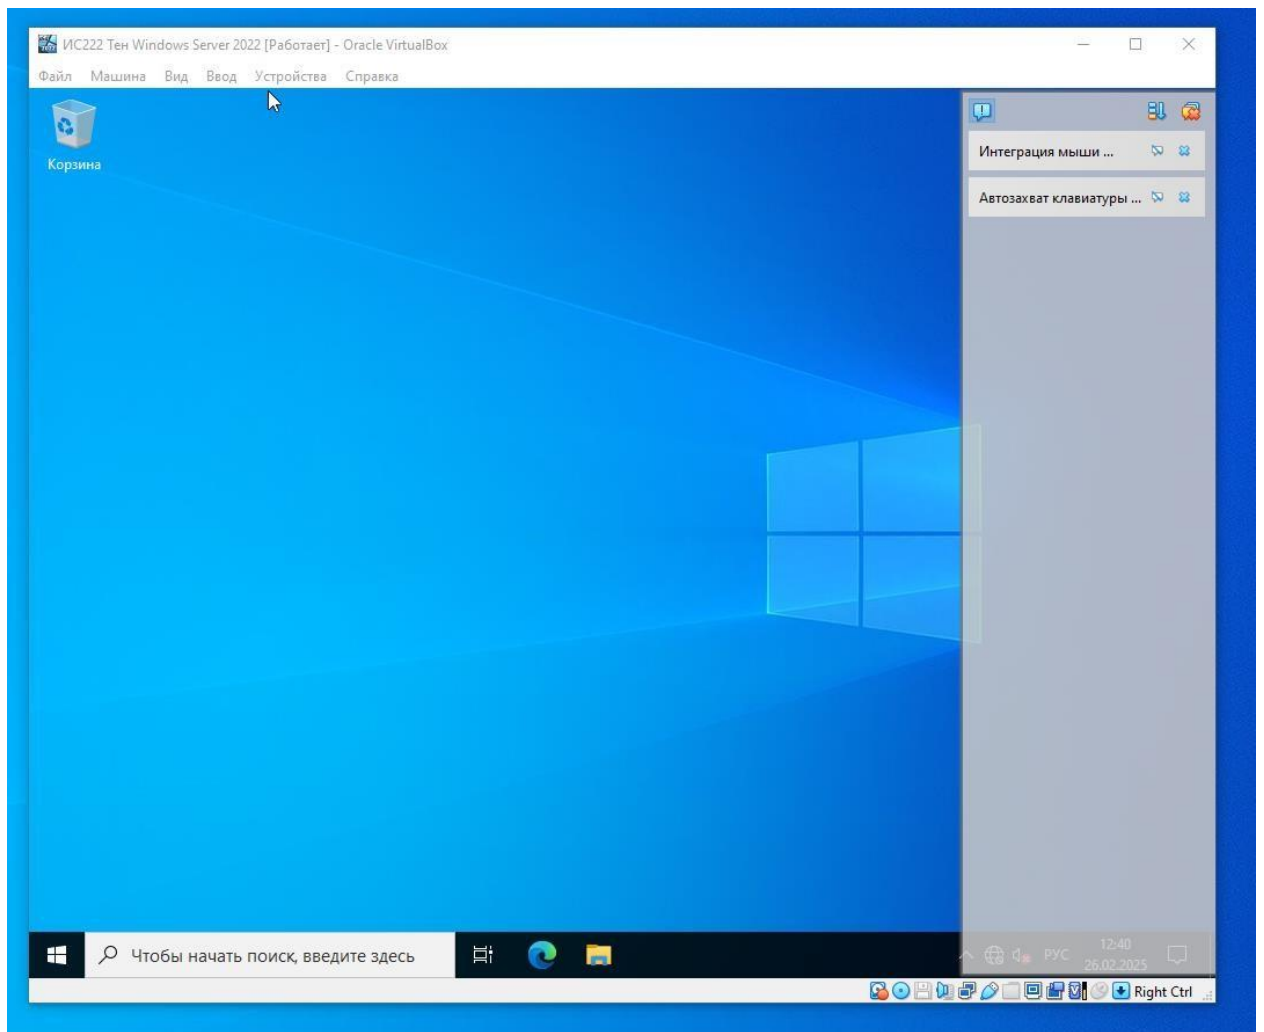 ИС222 Тен Windows Server 2022 [Работает] - Oracle VirtualBox
Файл Машина Вид Ввод Устройства Справка
Корзина
Интеграция мыши ...
Автозахват клавиатуры ...
Чтобы начать поиск, введите здесь
РУС
12:40
26.02.2025
Right Ctrl